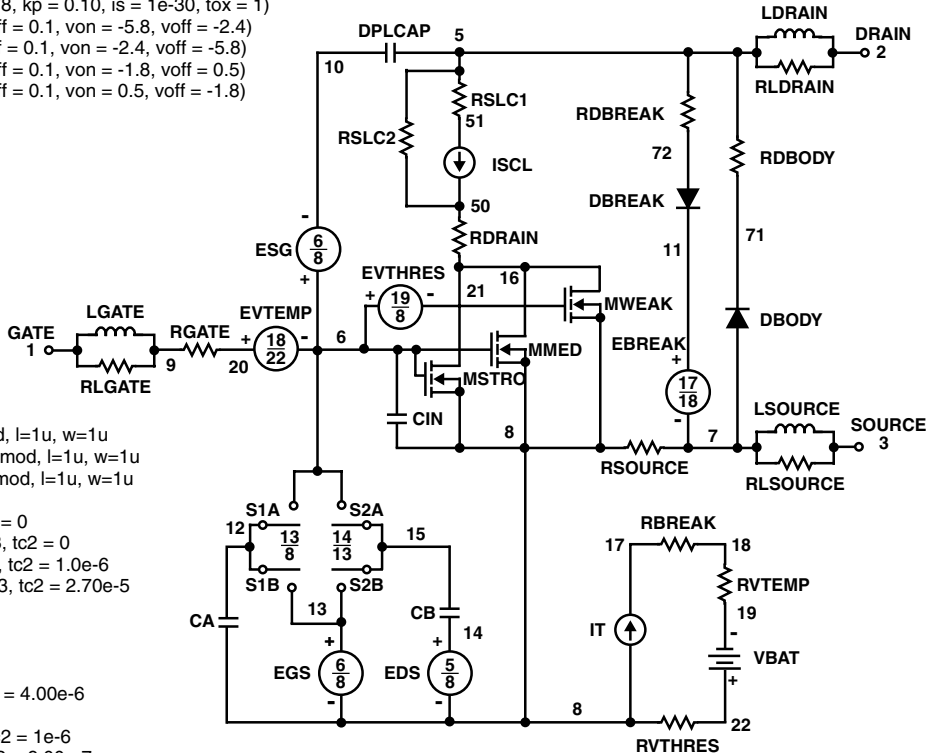 8, kp = 0.10, is = 1e-30, tox = 1)
ff = 0.1, von = -5.8, voff = -2.4)
f = 0.1, von = -2.4, voff = -5.8)
ff = 0.1, von = -1.8, voff = 0.5)
ff = 0.1, von = 0.5, voff = -1.8)
DPLCAP
5
10
LDRAIN
DRAIN
2
RLDRAIN
RSLC1
51
RSLC2
ISCL
50
RDRAIN
RDBREAK
72
DBREAK
11
RDBODY
71
DBODY
-
ESG
6
8
+
EVTHRES
+
19
8
-
16
21
MWEAK
MMED
MSTRO
EBREAK
+
17
18
-
GATE
1
LGATE
RLGATE
9
RGATE
20
EVTEMP
+
18
22
-
6
CIN
8
RSOURCE
7
LSOURCE
SOURCE
3
RLSOURCE
d, l=1u, w=1u
mod, l=1u, w=1u
mod, l=1u, w=1u
= 0
3, tc2 = 0
, tc2 = 1.0e-6
3, tc2 = 2.70e-5
= 4.00e-6
2 = 1e-6
S1A
S2A
12
13
8
14
13
15
S1B
S2B
13
CA
CB
14
+
EGS
6
8
-
+
EDS
5
8
-
8
RBREAK
17
18
RVTEMP
19
IT
-
VBAT
+
22
RVTHRES